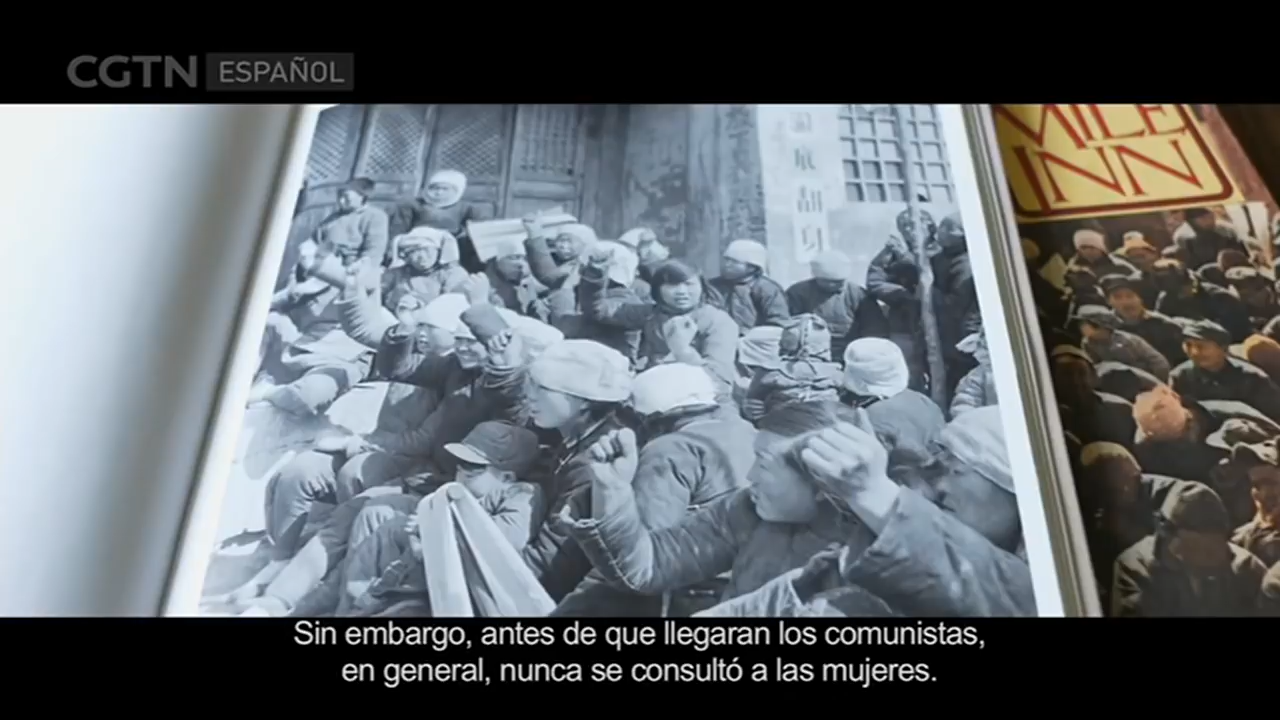 CGTN ESPAÑOL
MILE
INN
Sin embargo, antes de que llegaran los comunistas,
en general, nunca se consultó a las mujeres.